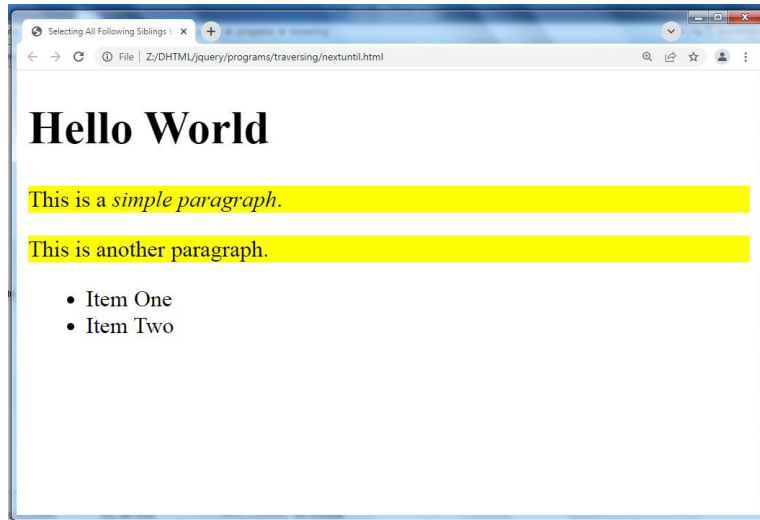 Selecting All Following Siblings b
File | Z:/DHTML/jquery/programs/traversing/nextuntil.html
Hello World
This is a simple paragraph.
This is another paragraph.
• Item One
• Item Two